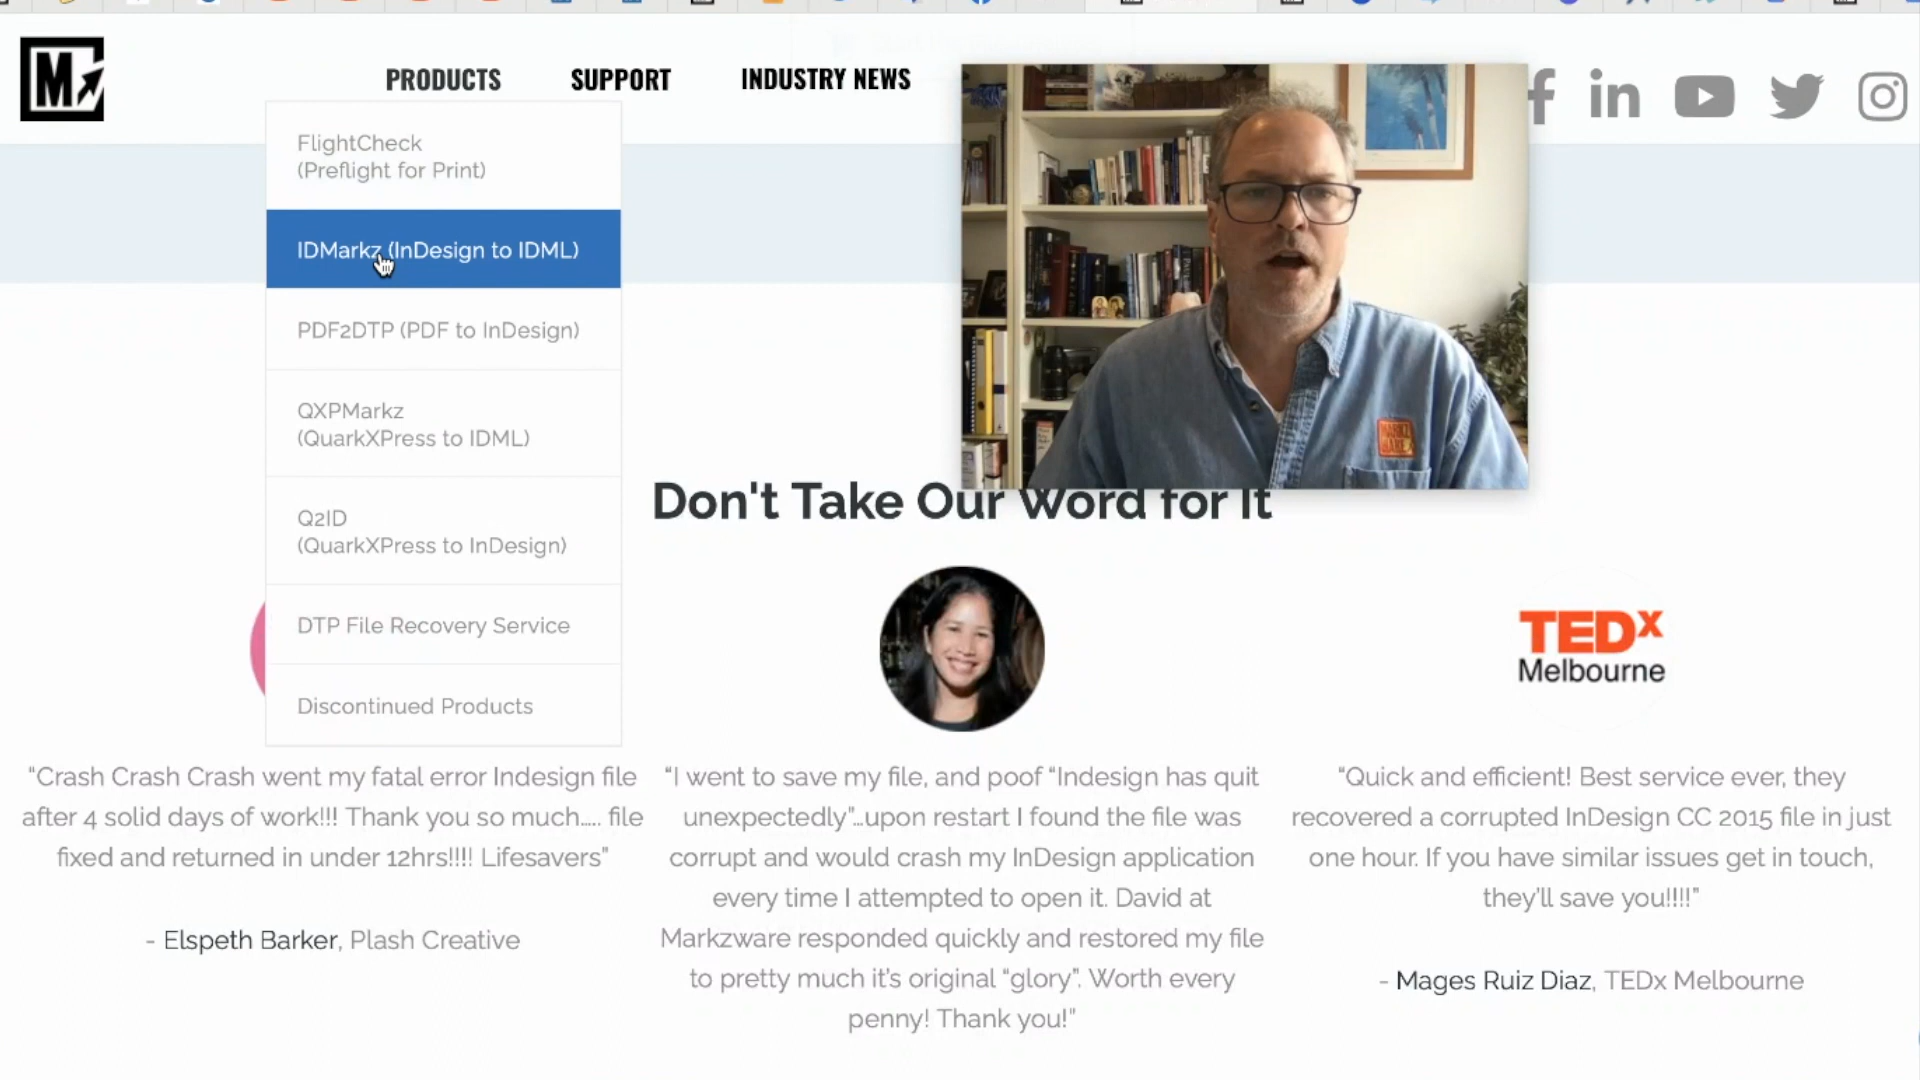 M
PRODUCTS
SUPPORT
INDUSTRY NEWS
f
in
FlightCheck
(Preflight for Print)
IDMarkz (InDesign to IDML)
PDF2DTP (PDF to InDesign)
QXPMarkz
(QuarkXPress to IDML)
Q2ID
(QuarkXPress to InDesign)
DTP File Recovery Service
Discontinued Products
MARKZ
WARE
Don't Take Our Word for It
TEDx
Melbourne
“Crash Crash Crash went my fatal error Indesign file
after 4 solid days of work!!! Thank you so much..... file
fixed and returned in under 12hrs!!!! Lifesavers”
- Elspeth Barker, Plash Creative
“I went to save my file, and poof “Indesign has quit
unexpectedly”...upon restart I found the file was
corrupt and would crash my InDesign application
every time I attempted to open it. David at
Markzware responded quickly and restored my file
to pretty much it’s original “glory”. Worth every
penny! Thank you!”
“Quick and efficient! Best service ever, they
recovered a corrupted InDesign CC 2015 file in just
one hour. If you have similar issues get in touch,
they’ll save you!!!!”
- Mages Ruiz Diaz, TEDx Melbourne